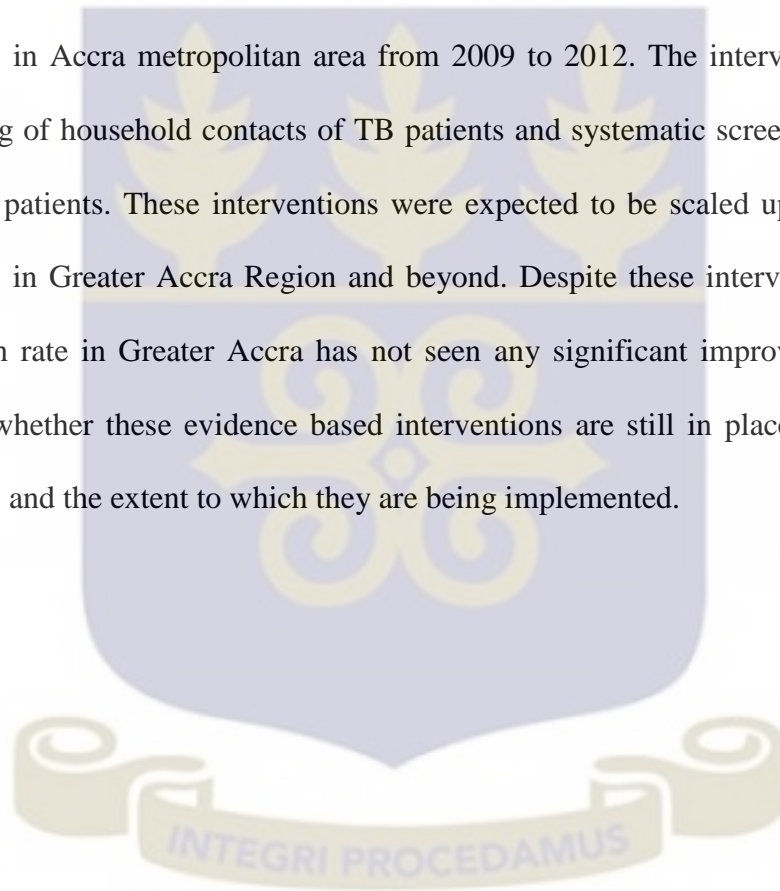 in Accra metropolitan area from 2009 to 2012. The interv
g of household contacts of TB patients and systematic scree
patients. These interventions were expected to be scaled up
in Greater Accra Region and beyond. Despite these interv
n rate in Greater Accra has not seen any significant improv
whether these evidence based interventions are still in place
and the extent to which they are being implemented.
INTEGRI PROCEDAMUS